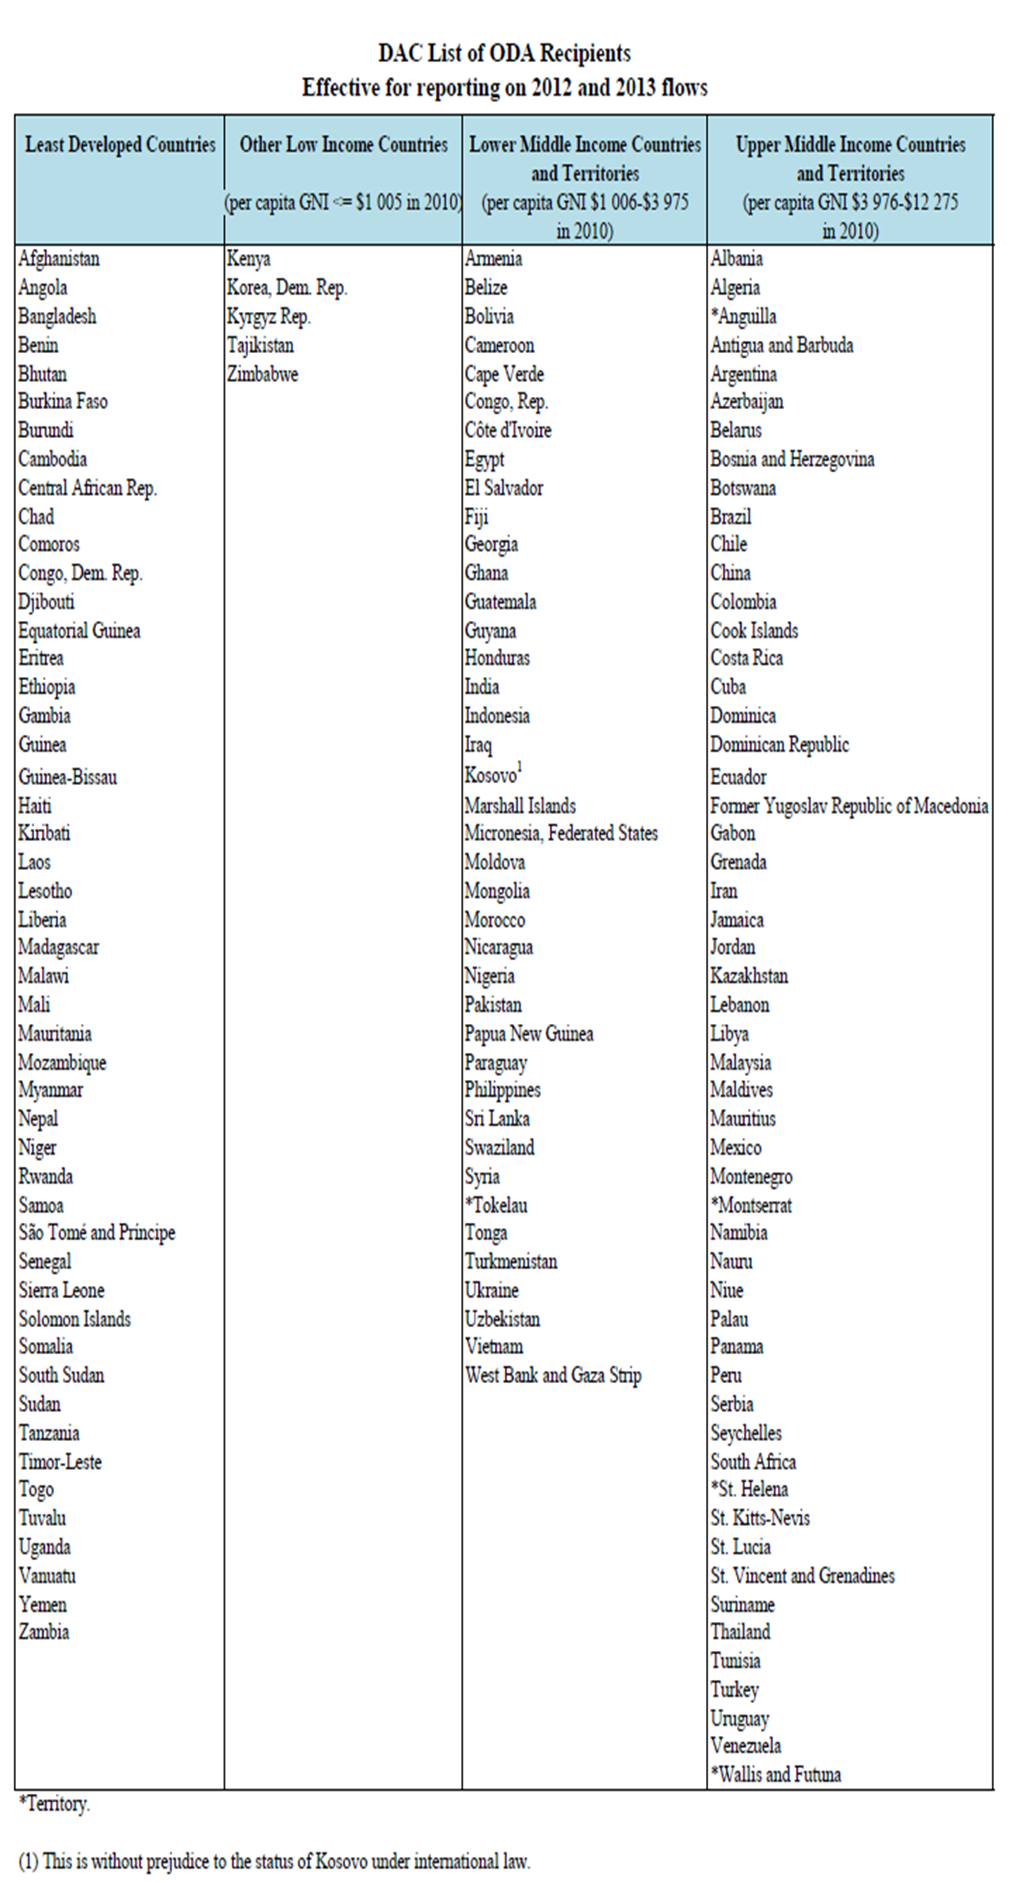 DAC List of ODA Recipients
Effective for reporting on 2012 and 2013 flows
Least Developed Countries
Other Low Income Countries
(per capita GNI <= $1 005 in 2010)
Lower Middle Income Countries
and Territories
(per capita GNI $1 006-$3 975
in 2010)
Upper Middle Income Countries
and Territories
(per capita GNI $3 976-$12 275
in 2010)
Afghanistan
Angola
Bangladesh
Benin
Bhutan
Burkina Faso
Burundi
Cambodia
Central African Rep.
Chad
Comoros
Congo, Dem. Rep.
Djibouti
Equatorial Guinea
Eritrea
Ethiopia
Gambia
Guinea
Guinea-Bissau
Haiti
Kiribati
Laos
Lesotho
Liberia
Madagascar
Malawi
Mali
Mauritania
Mozambique
Myanmar
Nepal
Niger
Rwanda
Samoa
São Tomé and Príncipe
Senegal
Sierra Leone
Solomon Islands
Somalia
South Sudan
Sudan
Tanzania
Timor-Leste
Togo
Tuvalu
Uganda
Vanuatu
Yemen
Zambia
Kenya
Korea, Dem. Rep.
Kyrgyz Rep.
Tajikistan
Zimbabwe
Armenia
Belize
Bolivia
Cameroon
Cape Verde
Congo, Rep.
Côte d'Ivoire
Egypt
El Salvador
Fiji
Georgia
Ghana
Guatemala
Guyana
Honduras
India
Indonesia
Iraq
Kosovo¹
Marshall Islands
Micronesia, Federated States
Moldova
Mongolia
Morocco
Nicaragua
Nigeria
Pakistan
Papua New Guinea
Paraguay
Philippines
Sri Lanka
Swaziland
Syria
*Tokelau
Tonga
Turkmenistan
Ukraine
Uzbekistan
Vietnam
West Bank and Gaza Strip
Albania
Algeria
*Anguilla
Antigua and Barbuda
Argentina
Azerbaijan
Belarus
Bosnia and Herzegovina
Botswana
Brazil
Chile
China
Colombia
Cook Islands
Costa Rica
Cuba
Dominica
Dominican Republic
Ecuador
Former Yugoslav Republic of Macedonia
Gabon
Grenada
Iran
Jamaica
Jordan
Kazakhstan
Lebanon
Libya
Malaysia
Maldives
Mauritius
Mexico
Montenegro
*Montserrat
Namibia
Nauru
Niue
Palau
Panama
Peru
Serbia
Seychelles
South Africa
*St. Helena
St. Kitts-Nevis
St. Lucia
St. Vincent and Grenadines
Suriname
Thailand
Tunisia
Turkey
Uruguay
Venezuela
*Wallis and Futuna
*Territory.
(1) This is without prejudice to the status of Kosovo under international law.